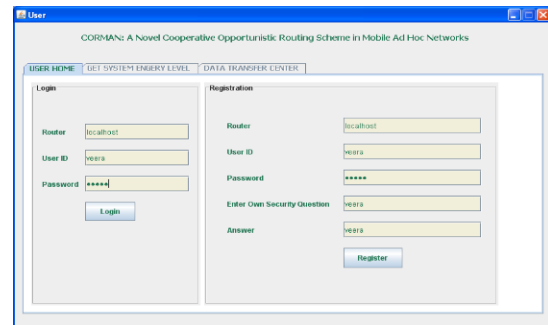 User
CORMAN: A Novel Cooperative Opportunistic Routing Scheme in Mobile Ad Hoc Networks
USER HOME GET SYSTEM ENGERY LEVEL DATA TRANSFER CENTER
Login
Router localhost
User ID veera
Password •••••
Login
Registration
Router localhost
User ID veera
Password •••••
Enter Own Security Question veera
Answer veera
Register